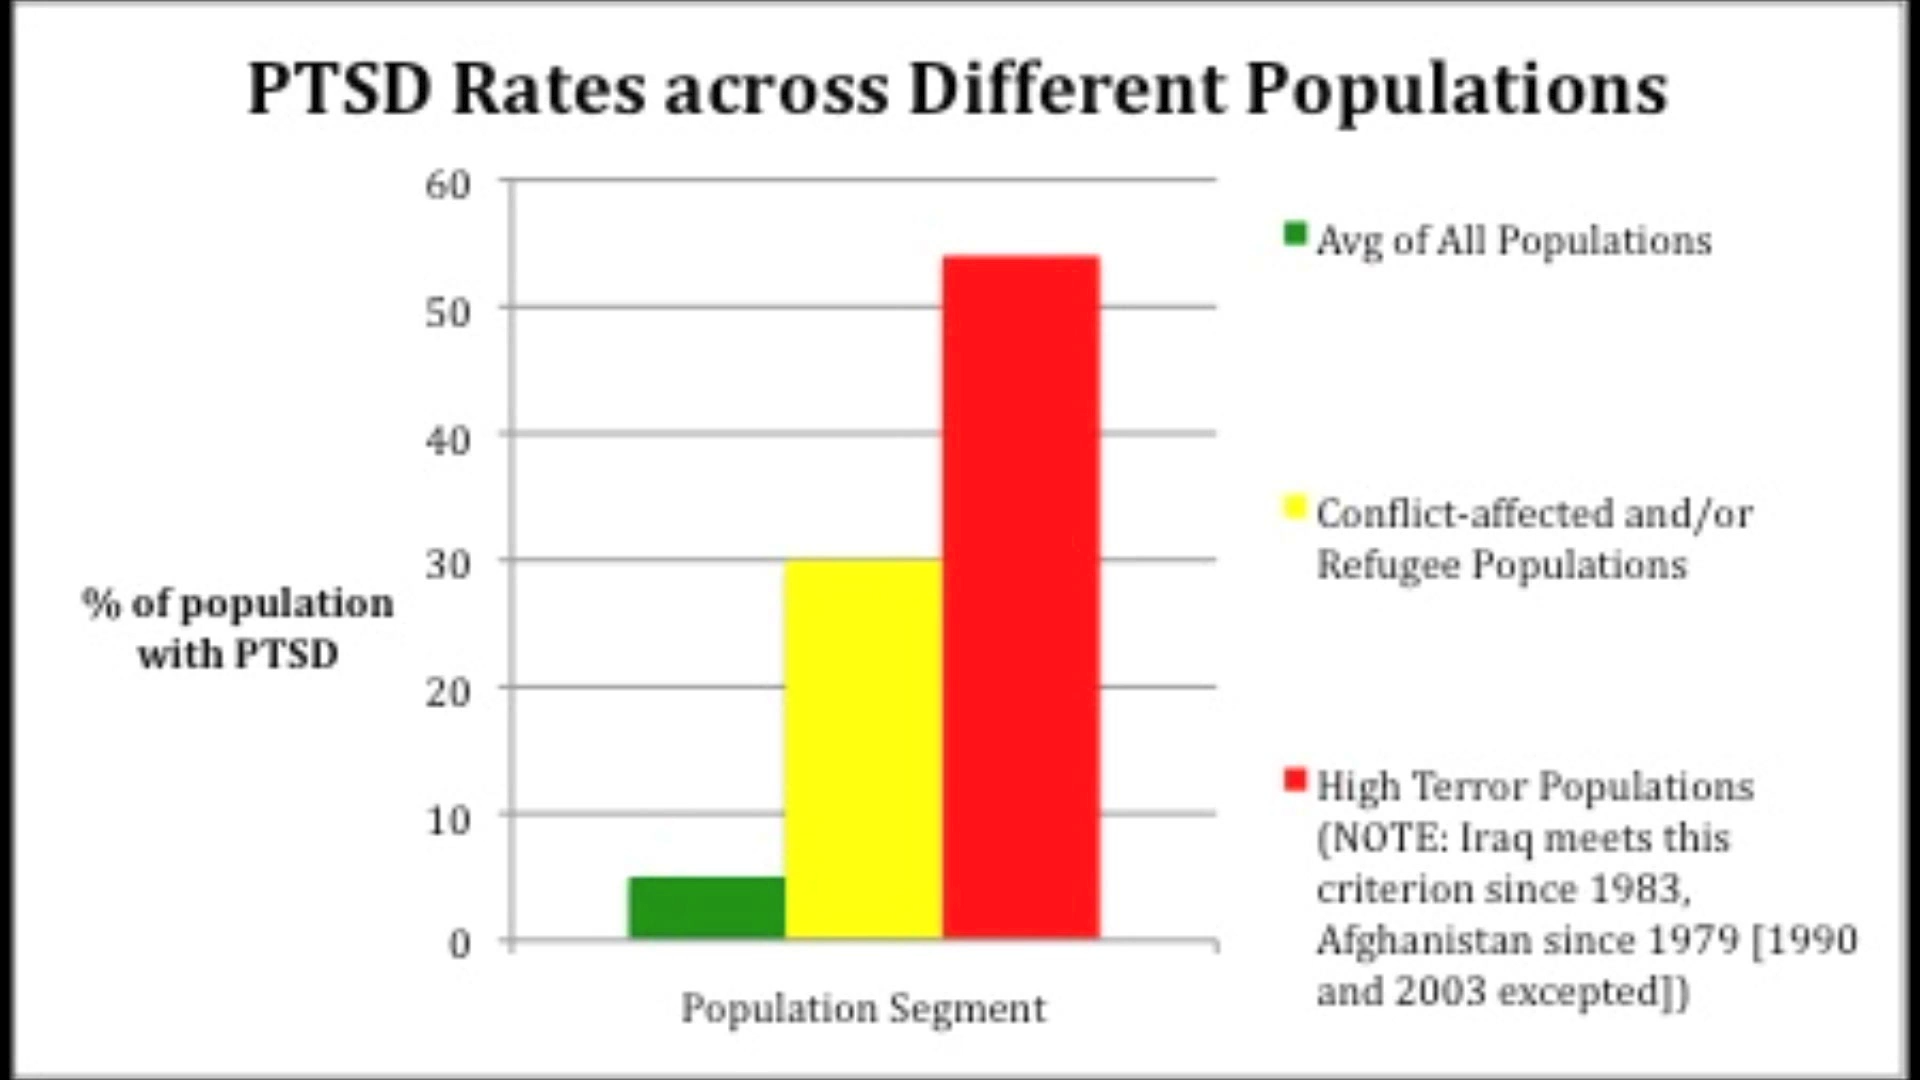 PTSD Rates across Different Populations
60
50
40
30
20
10
0
% of population
with PTSD
Population Segment
Avg of All Populations
Conflict-affected and/or
Refugee Populations
High Terror Populations
(NOTE: Iraq meets this
criterion since 1983,
Afghanistan since 1979 [1990
and 2003 excepted])